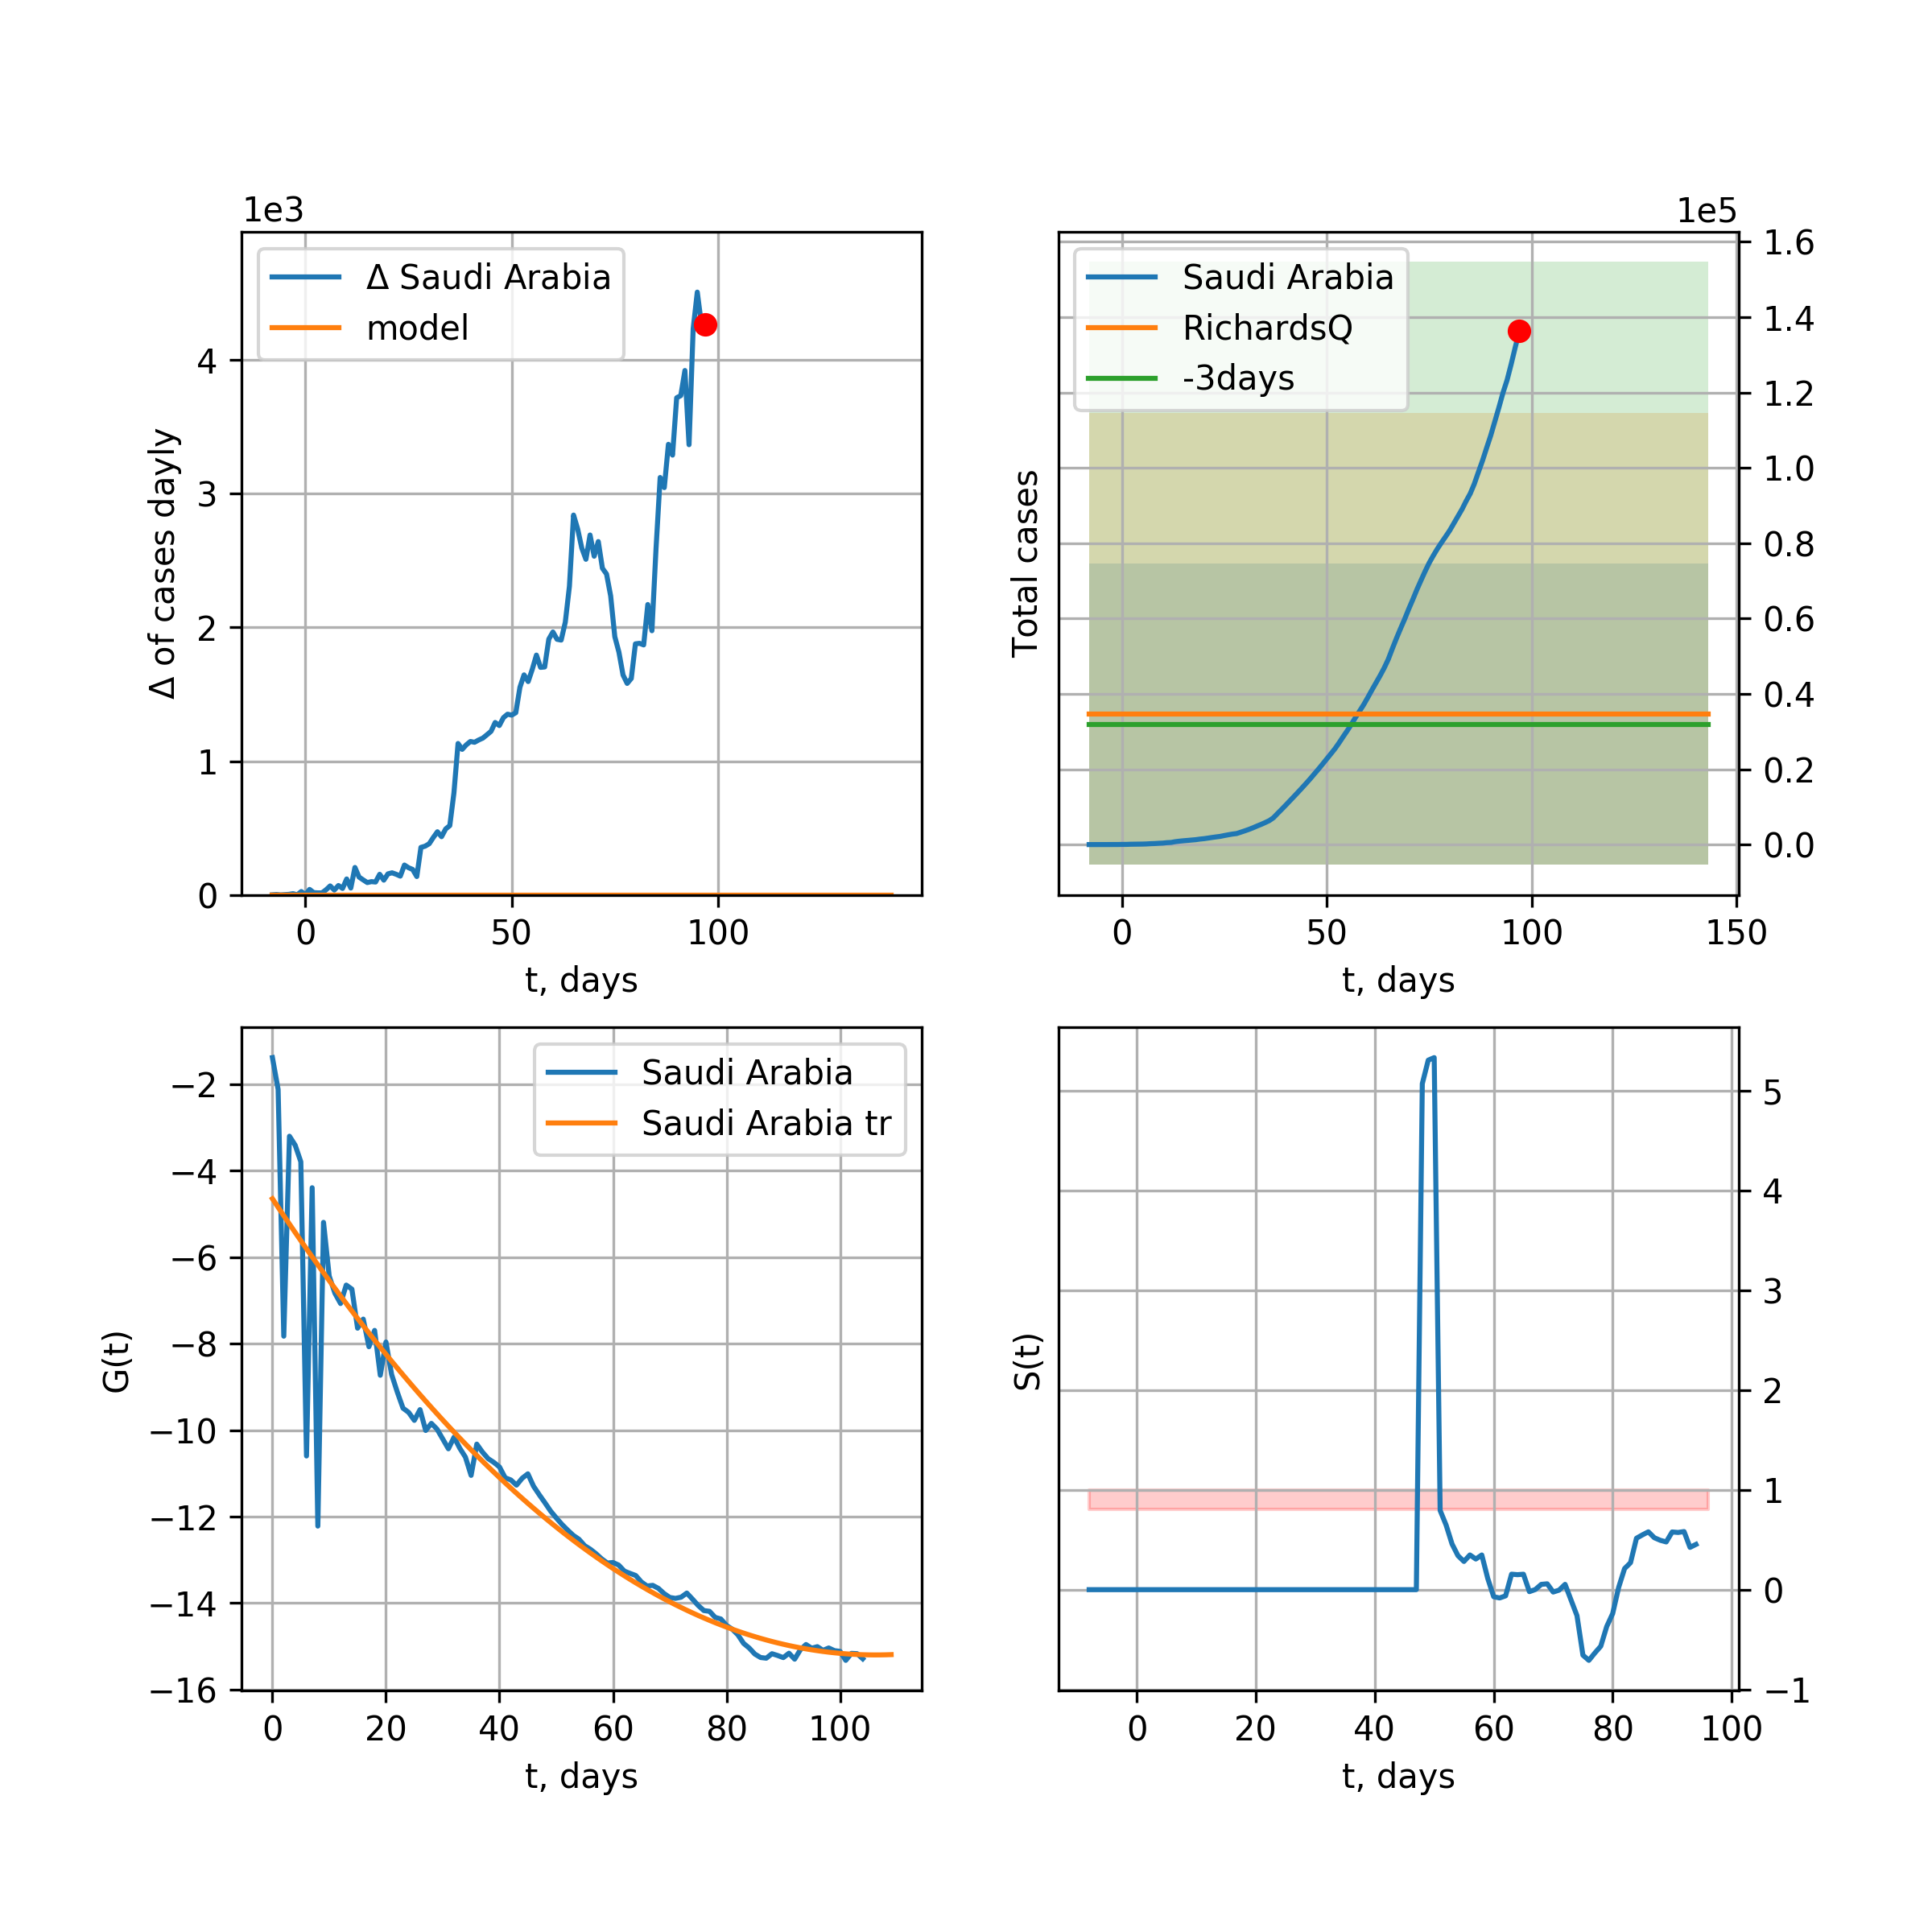 1e3
Δ Saudi Arabia
model
4
3
2
1
0
Δ of cases dayly
0 50 100
t, days
1e5
Saudi Arabia
RichardsQ
-3days
1.6
1.4
1.2
1.0
0.8
0.6
0.4
0.2
0.0
Total cases
0 50 100 150
t, days
Saudi Arabia
Saudi Arabia tr
−2
−4
−6
−8
−10
−12
−14
−16
G(t)
0 20 40 60 80 100
t, days
5
4
3
2
1
0
−1
S(t)
0 20 40 60 80 100
t, days